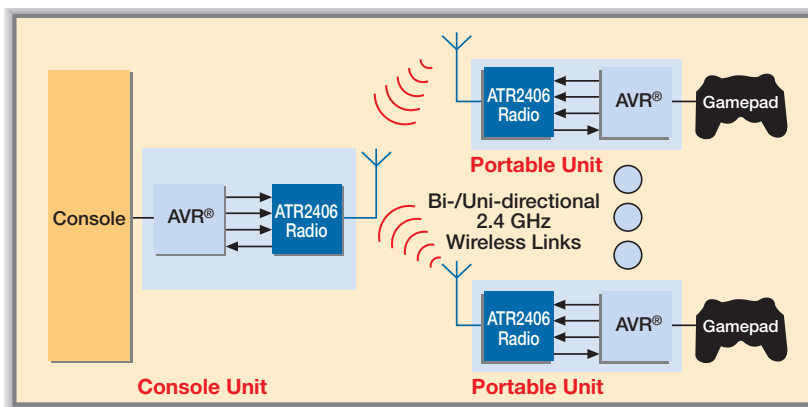 ATR2406
Radio
AVR®
Gamepad
Portable Unit
Console
AVR®
ATR2406
Radio
Bi-/Uni-directional
2.4 GHz
Wireless Links
ATR2406
Radio
AVR®
Gamepad
Console Unit
Portable Unit